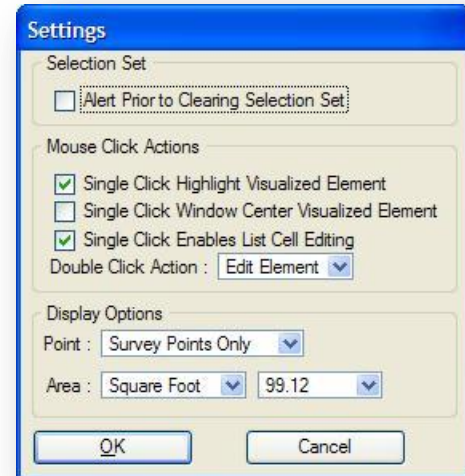 Settings
Selection Set
Alert Prior to Clearing Selection Set
Mouse Click Actions
Single Click Highlight Visualized Element
Single Click Window Center Visualized Element
Single Click Enables List Cell Editing
Double Click Action : Edit Element
Display Options
Point : Survey Points Only
Area : Square Foot 99.12
OK Cancel